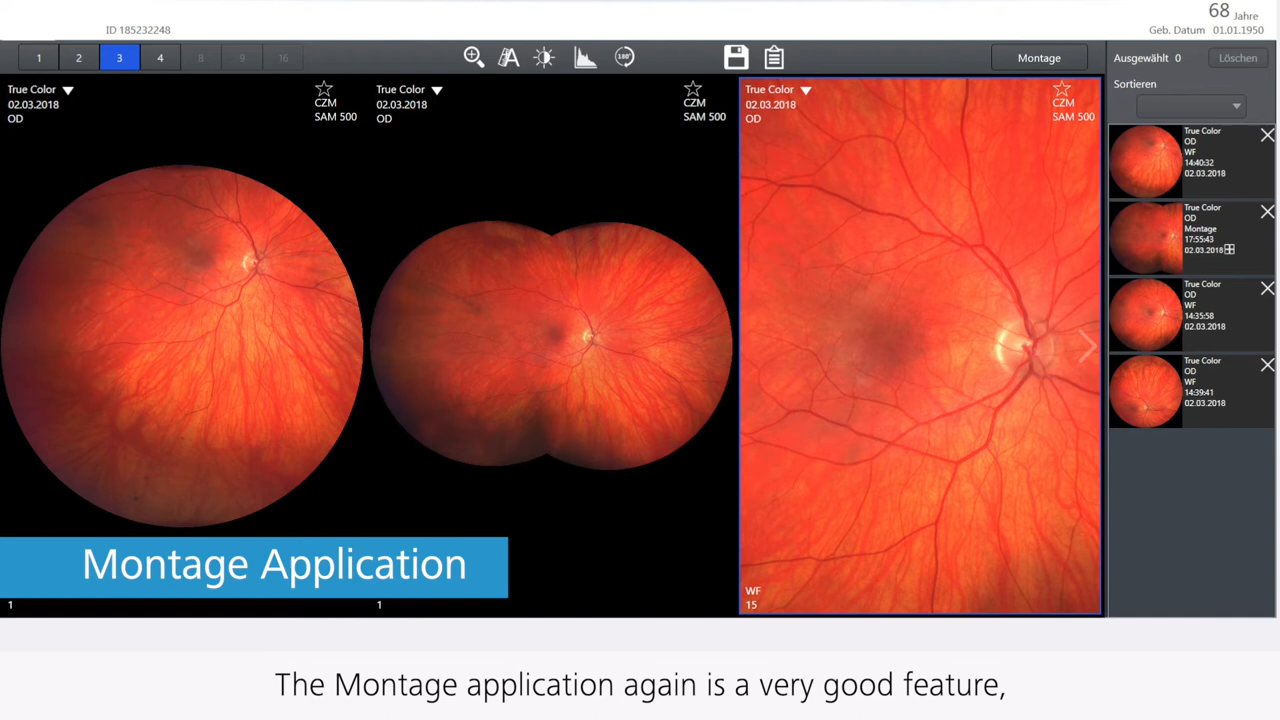 68 Jahre
ID 185232248
Geb. Datum 01.01.1950
1 2 3 4 8 9 16
180°
Montage
Ausgewählt 0
Löschen
Sortieren
True Color
02.03.2018
OD
CZM
SAM 500
True Color
02.03.2018
OD
CZM
SAM 500
True Color
02.03.2018
OD
CZM
SAM 500
True Color
OD
WF
14:40:32
02.03.2018
True Color
OD
Montage
17:55:43
02.03.2018
True Color
OD
WF
14:35:58
02.03.2018
True Color
OD
WF
14:39:41
02.03.2018
Montage Application
1
1
WF
15
The Montage application again is a very good feature,